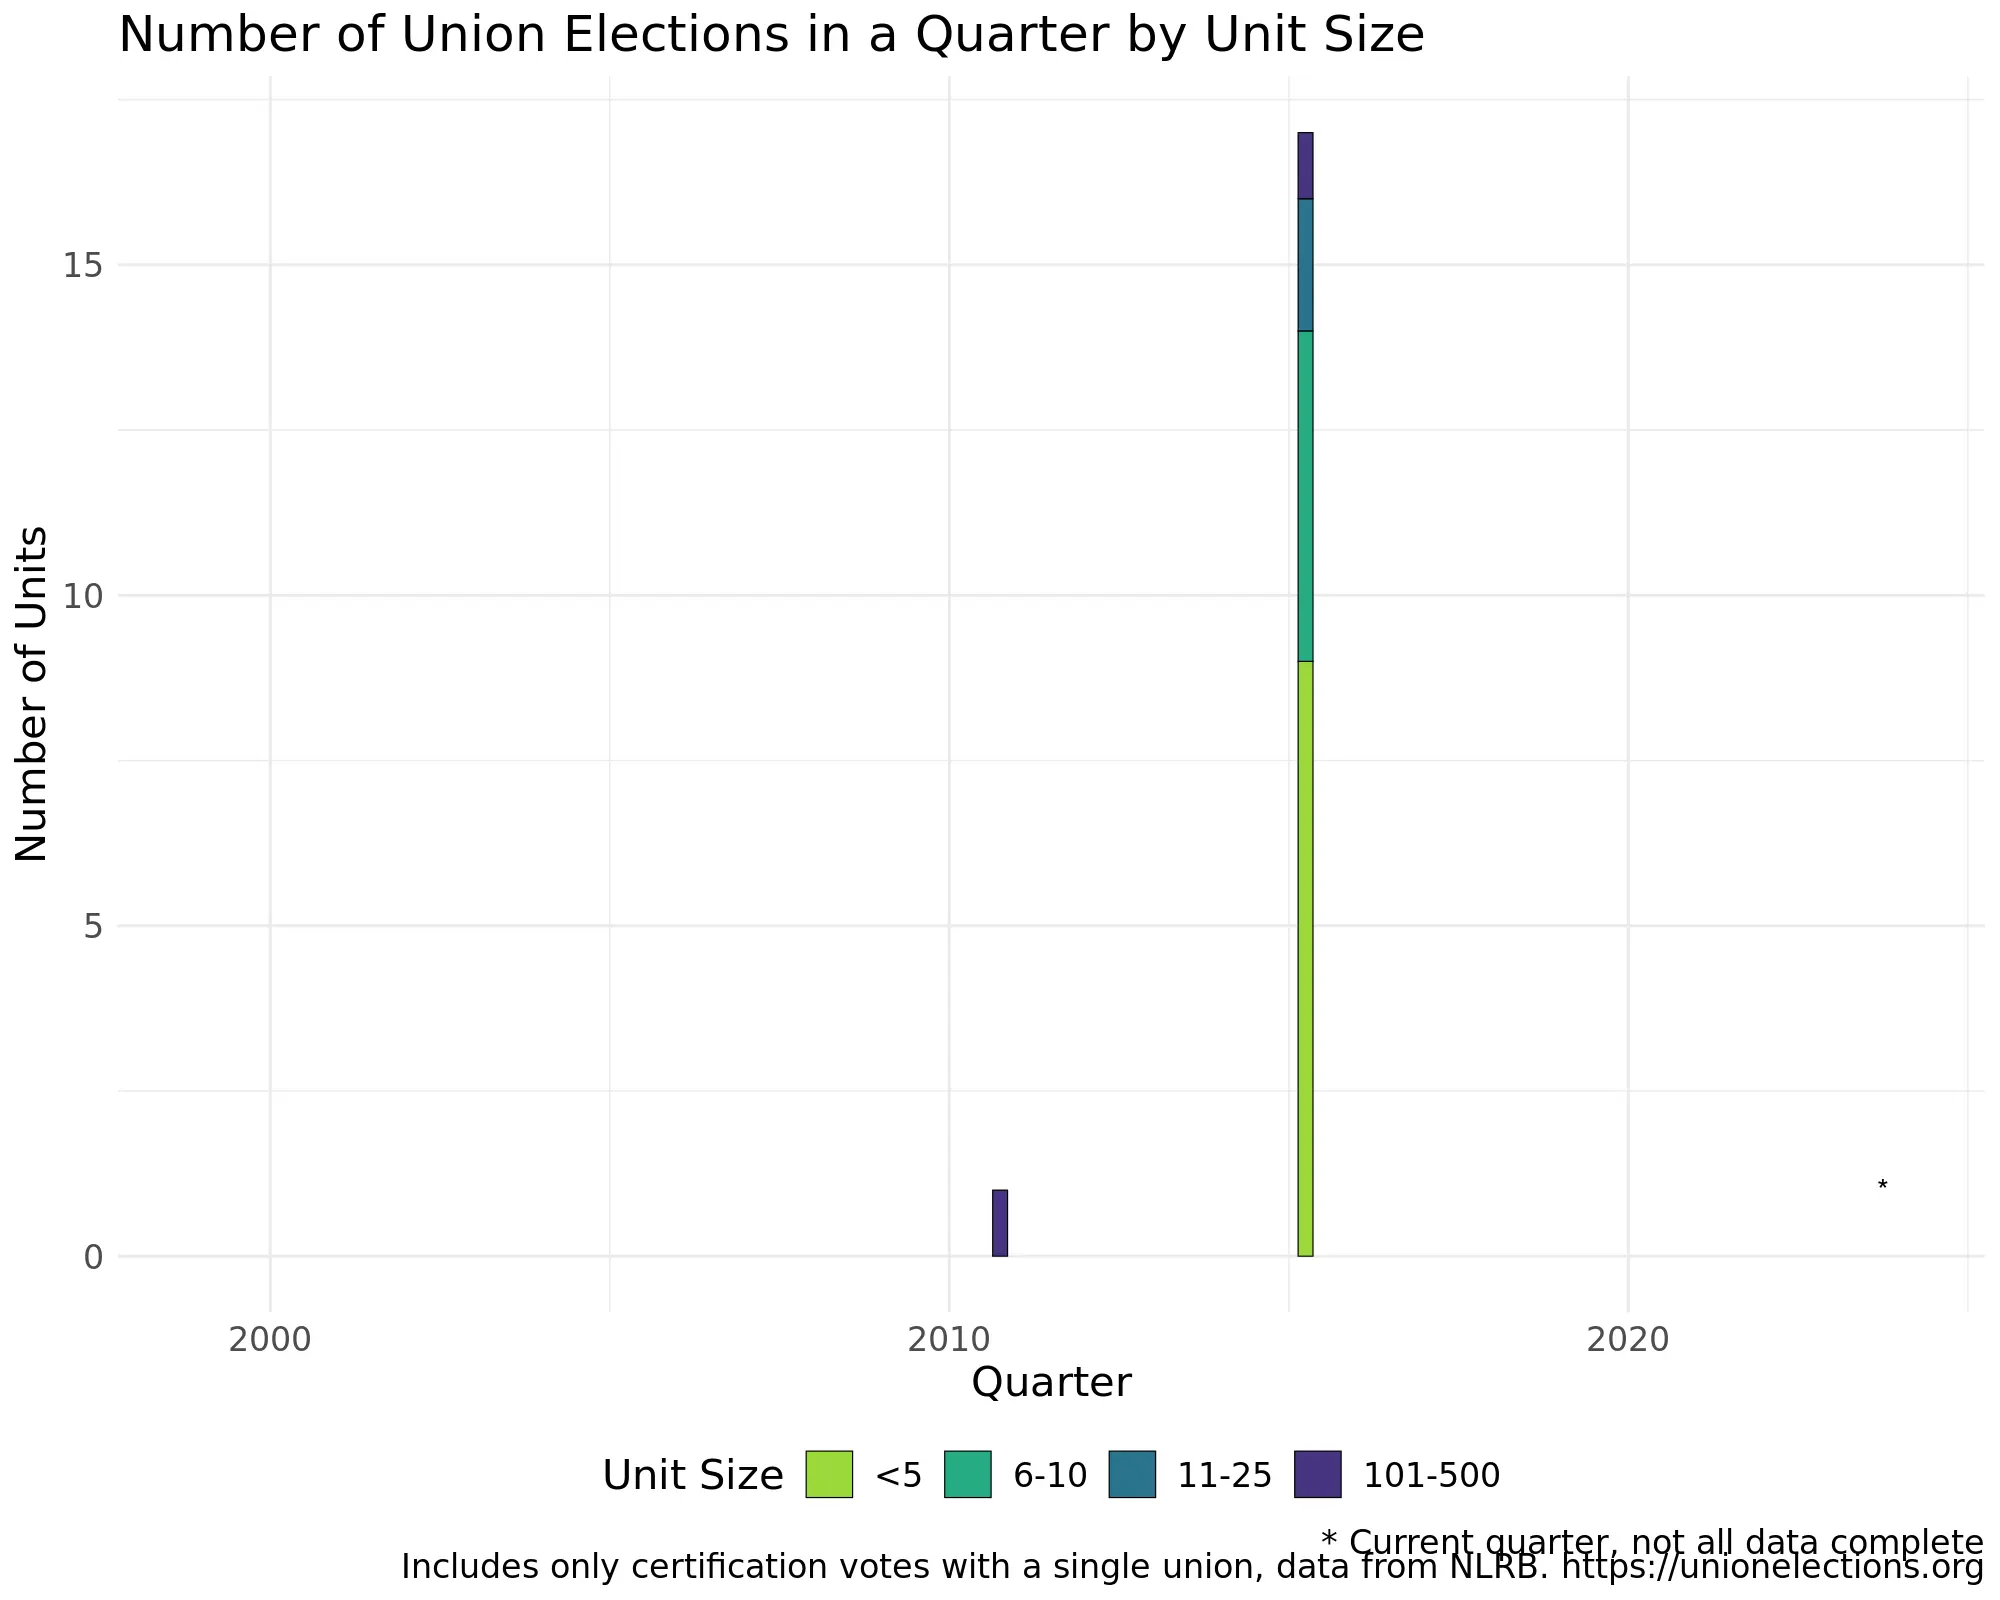 Number of Union Elections in a Quarter by Unit Size
Number of Units
15
10
5
0
*
2000 2010 2020
Quarter
Unit Size <5 6-10 11-25 101-500
* Current quarter, not all data complete
Includes only certification votes with a single union, data from NLRB. https://unionelections.org